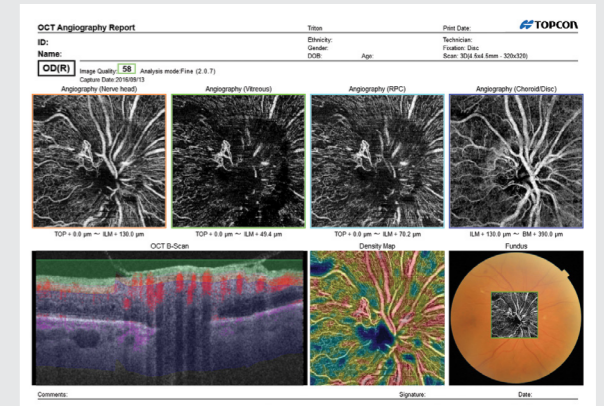 OCT Angiography Report
Triton
Print Date:
TOPCON
ID:
Ethnicity:
Technician:
Gender:
Fixation: Disc
Name:
DOB:
Age:
Scan: 3D(4.5x4.5mm - 320x320)
OD(R)
Image Quality: 58
Analysis mode:Fine (2.0.7)
Capture Date:2016/09/13
Angiography (Nerve head)
Angiography (Vitreous)
Angiography (RPC)
Angiography (Choroid/Disc)
TOP + 0.0 µm ~ ILM + 130.0 µm
TOP + 0.0 µm ~ ILM + 49.4 µm
TOP + 0.0 µm ~ ILM + 70.2 µm
ILM + 130.0 µm ~ BM + 390.0 µm
OCT B-Scan
Density Map
Fundus
Comments:
Signature:
Date: